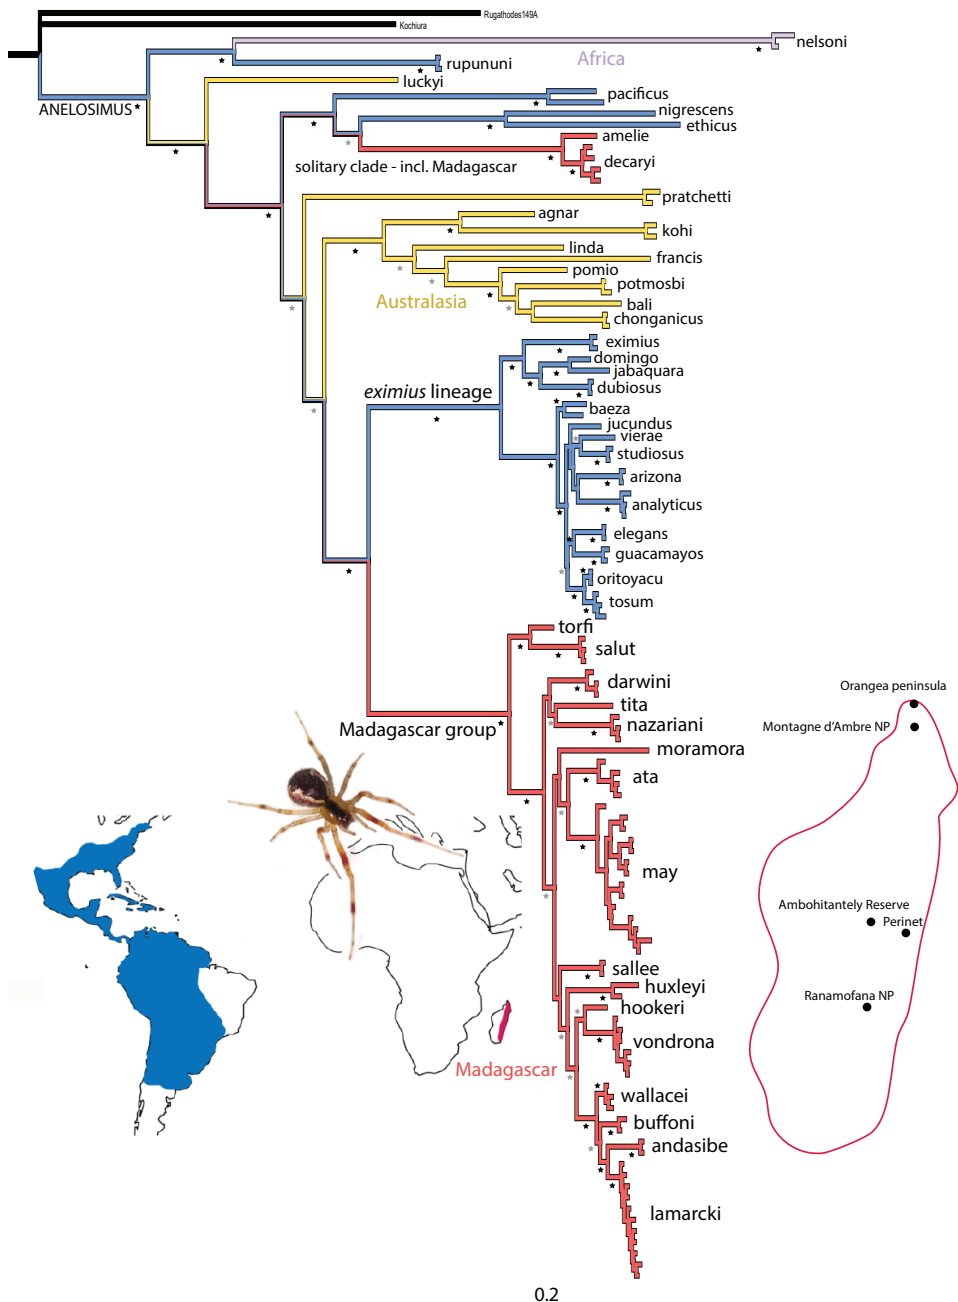 Rugathodes149A
Kochiura
nelsoni
Africa
rupununi
luckyi
ANELOSIMUS
pacificus
nigrescens
ethicus
amelie
decaryi
solitary clade - incl. Madagascar
pratchetti
agnar
kohi
linda
francis
pomio
potmosbi
Australasia
bali
chonganicus
eximius
domingo
jabaquara
dubiosus
eximius lineage
baeza
jucundus
vierae
studiosus
arizona
analyticus
elegans
guacamayos
oritoyacu
tosum
torfi
salut
darwini
tita
nazariani
Madagascar group
moramora
ata
may
sallee
huxleyi
hookeri
vondrona
Madagascar
wallacei
buffoni
andasibe
lamarcki
0.2
Orangea peninsula
Montagne d'Ambre NP
Ambohitantely Reserve
Perinet
Ranamofana NP